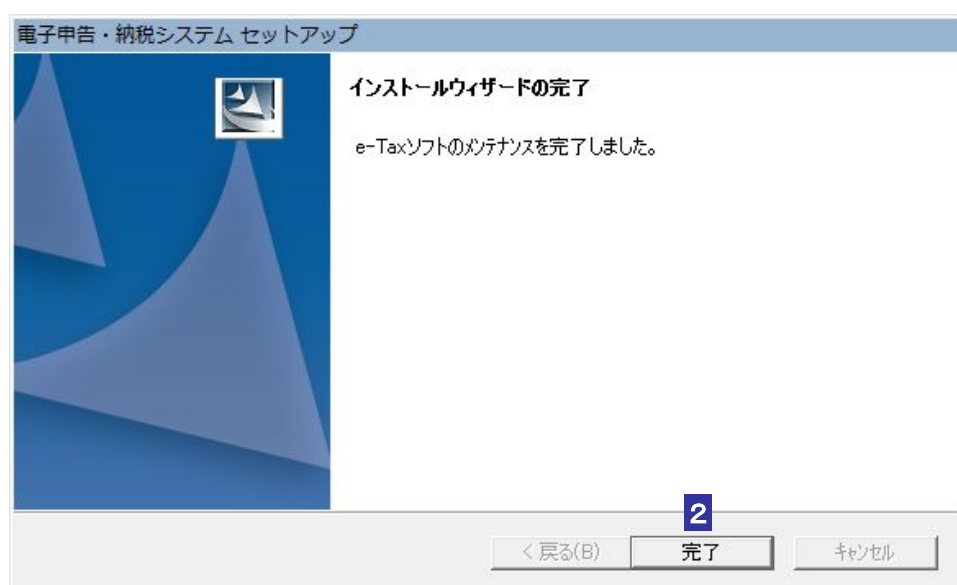 電子申告・納税システム セットアップ
インストールウィザードの完了
e-Taxソフトのメンテナンスを完了しました。
2
< 戻る(B)
完了
キャンセル